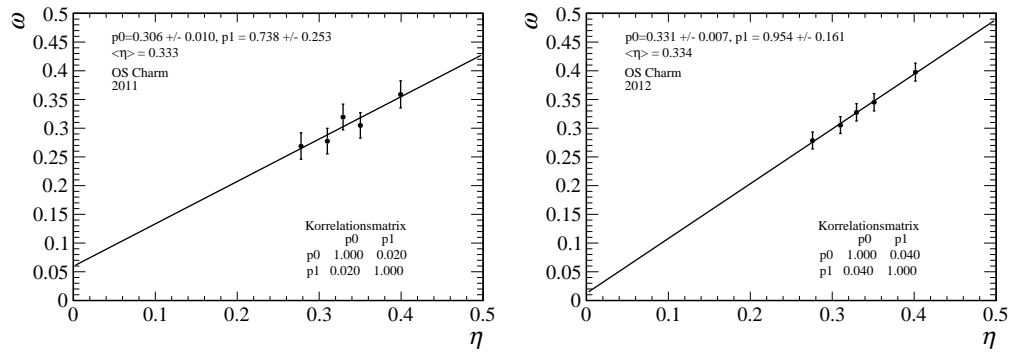 ω
0.5
0.45
0.4
0.35
0.3
0.25
0.2
0.15
0.1
0.05
0
p0=0.306 +/- 0.010, p1 = 0.738 +/- 0.253
<η> = 0.333
OS Charm
2011
Korrelationsmatrix
p0 p1
p0 1.000 0.020
p1 0.020 1.000
0 0.1 0.2 0.3 0.4 0.5
η
ω
0.5
0.45
0.4
0.35
0.3
0.25
0.2
0.15
0.1
0.05
0
p0=0.331 +/- 0.007, p1 = 0.954 +/- 0.161
<η> = 0.334
OS Charm
2012
Korrelationsmatrix
p0 p1
p0 1.000 0.040
p1 0.040 1.000
0 0.1 0.2 0.3 0.4 0.5
η